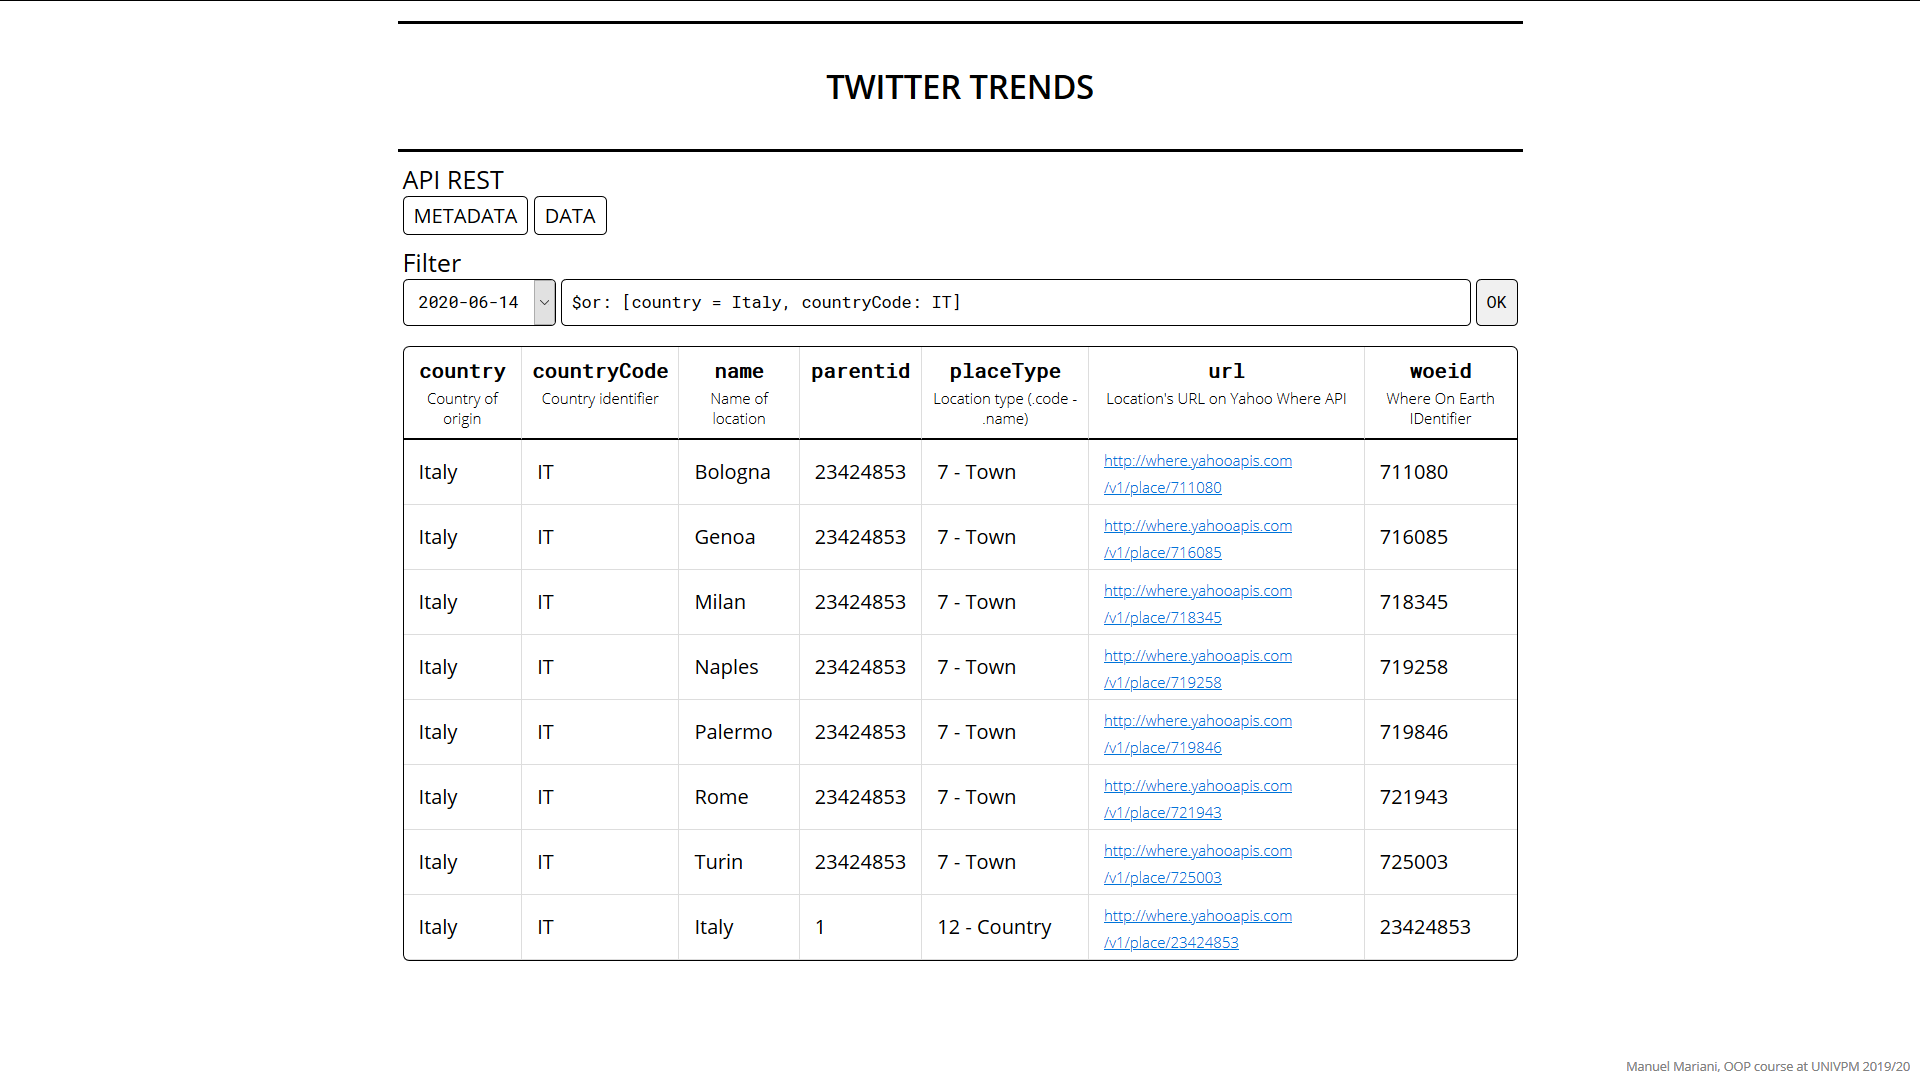 TWITTER TRENDS
API REST
METADATA DATA
Filter
2020-06-14 $or: [country = Italy, countryCode: IT] OK
country countryCode name parentid placeType url woeid
Country of Country identifier Name of Location type (.code - Location's URL on Yahoo Where API Where On Earth
origin location .name) IDentifier
Italy IT Bologna 23424853 7 - Town http://where.yahooapis.com 711080
/v1/place/711080
Italy IT Genoa 23424853 7 - Town http://where.yahooapis.com 716085
/v1/place/716085
Italy IT Milan 23424853 7 - Town http://where.yahooapis.com 718345
/v1/place/718345
Italy IT Naples 23424853 7 - Town http://where.yahooapis.com 719258
/v1/place/719258
Italy IT Palermo 23424853 7 - Town http://where.yahooapis.com 719846
/v1/place/719846
Italy IT Rome 23424853 7 - Town http://where.yahooapis.com 721943
/v1/place/721943
Italy IT Turin 23424853 7 - Town http://where.yahooapis.com 725003
/v1/place/725003
Italy IT Italy 1 12 - Country http://where.yahooapis.com 23424853
/v1/place/23424853
Manuel Mariani, OOP course at UNIVPM 2019/20